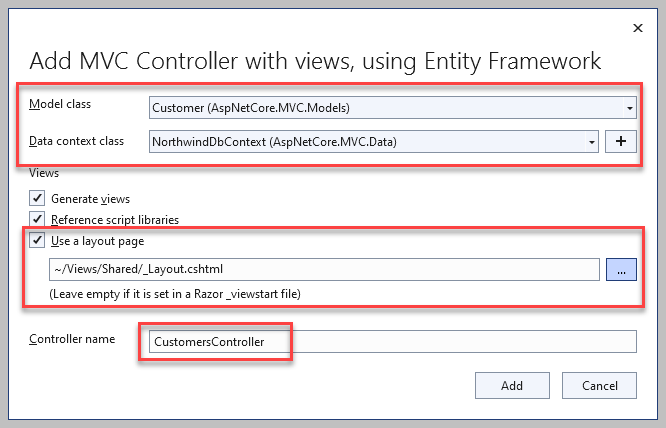 Add MVC Controller with views, using Entity Framework
Model class
Customer (AspNetCore.MVC.Models)
Data context class
NorthwindDbContext (AspNetCore.MVC.Data)
+
Views
Generate views
Reference script libraries
Use a layout page
~/Views/Shared/_Layout.cshtml
...
(Leave empty if it is set in a Razor _viewstart file)
Controller name
CustomersController
Add
Cancel